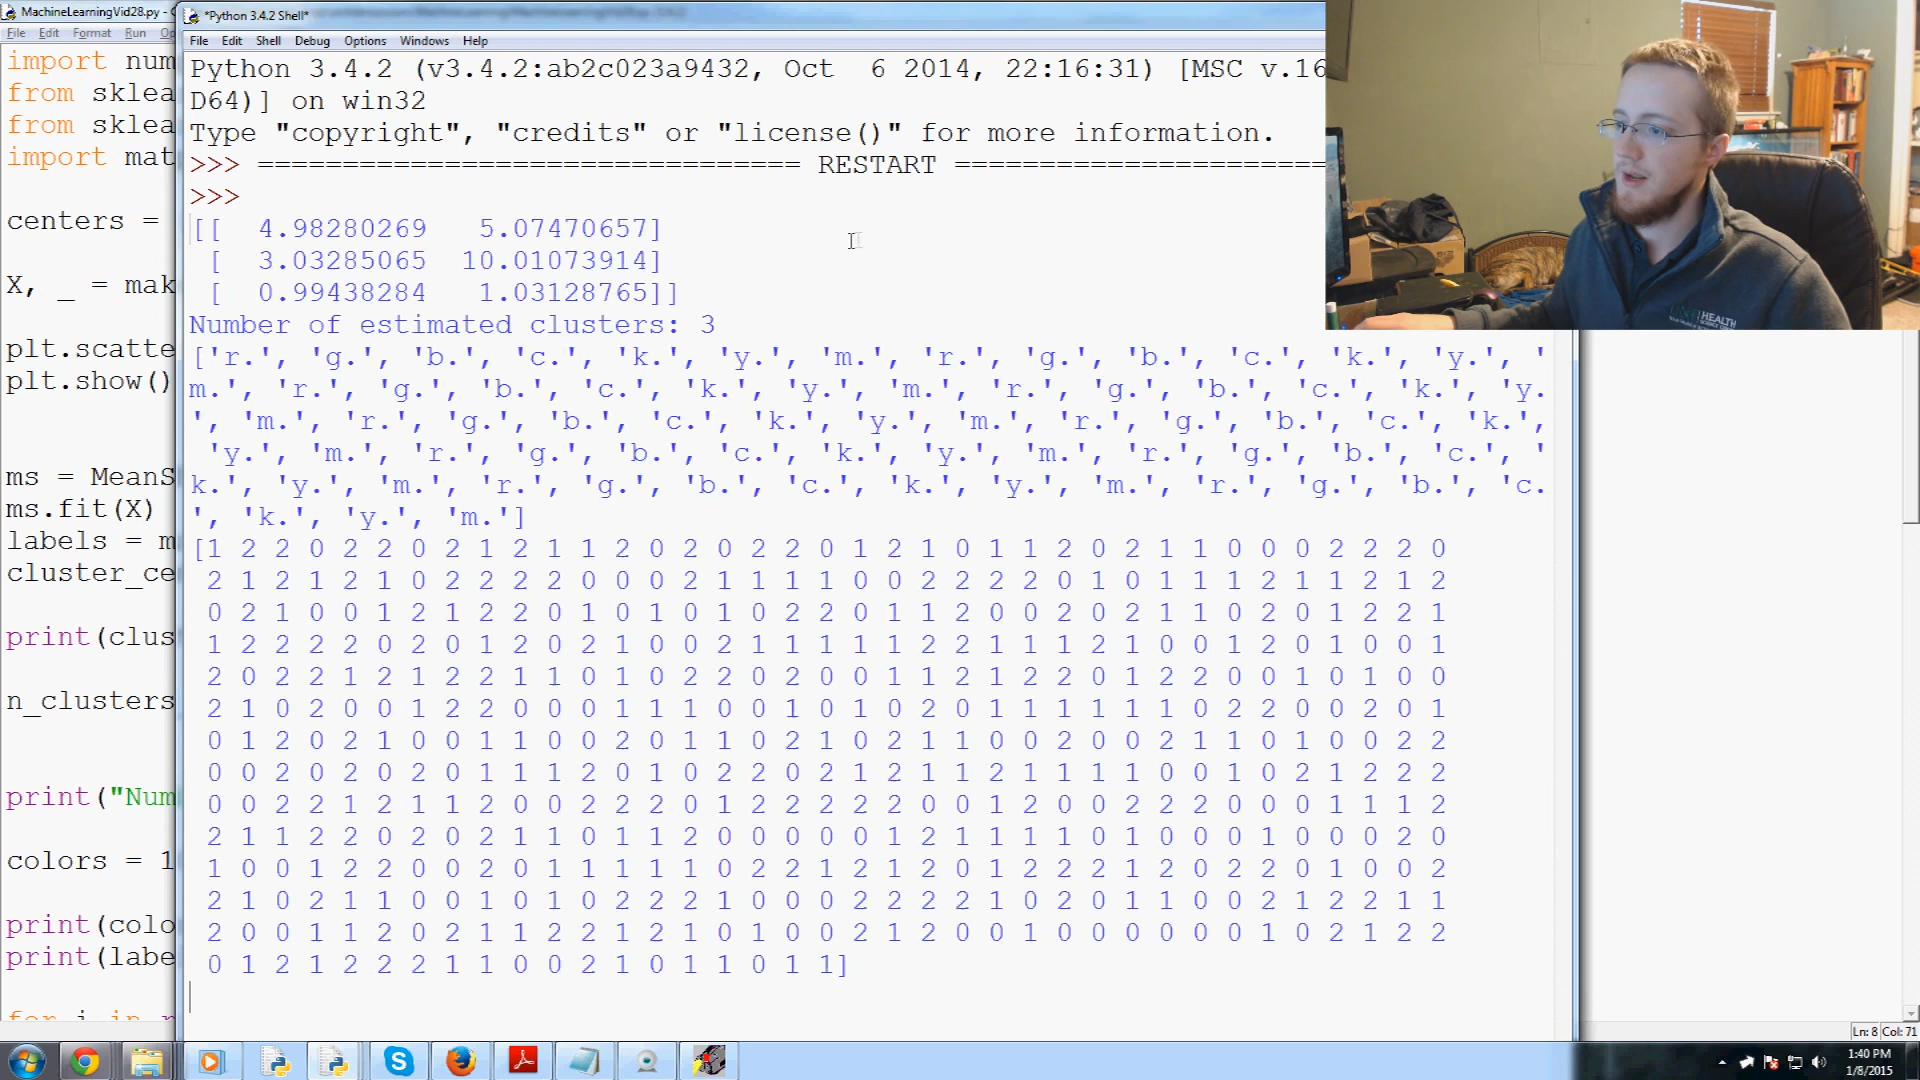 MachineLearningVid28.py -
File Edit Format Run Op
import num
from sklea
from sklea
import mat
centers =
X, _ = mak
plt.scatte
plt.show()
ms = MeanS
ms.fit(X)
labels = m
cluster_ce
print(clus
n_clusters
print("Num
colors = 1
print(colo
print(labe
for i in r
*Python 3.4.2 Shell*
File Edit Shell Debug Options Windows Help
Python 3.4.2 (v3.4.2:ab2c023a9432, Oct  6 2014, 22:16:31) [MSC v.16
D64)] on win32
Type "copyright", "credits" or "license()" for more information.
>>> ================================ RESTART ======================
>>>
[[  4.98280269   5.07470657]
 [  3.03285065  10.01073914]
 [  0.99438284   1.03128765]]
Number of estimated clusters: 3
['r.', 'g.', 'b.', 'c.', 'k.', 'y.', 'm.', 'r.', 'g.', 'b.', 'c.', 'k.', 'y.', '
m.', 'r.', 'g.', 'b.', 'c.', 'k.', 'y.', 'm.', 'r.', 'g.', 'b.', 'c.', 'k.', 'y.
', 'm.', 'r.', 'g.', 'b.', 'c.', 'k.', 'y.', 'm.', 'r.', 'g.', 'b.', 'c.', 'k.',
 'y.', 'm.', 'r.', 'g.', 'b.', 'c.', 'k.', 'y.', 'm.', 'r.', 'g.', 'b.', 'c.', '
k.', 'y.', 'm.', 'r.', 'g.', 'b.', 'c.', 'k.', 'y.', 'm.', 'r.', 'g.', 'b.', 'c.
', 'k.', 'y.', 'm.']
[1 2 2 0 2 2 0 2 1 2 1 1 2 0 2 0 2 2 0 1 2 1 0 1 1 2 0 2 1 1 0 0 0 2 2 2 0
 2 1 2 1 2 1 0 2 2 2 2 0 0 0 2 1 1 1 1 0 0 2 2 2 2 0 1 0 1 1 1 2 1 1 2 1 2
 0 2 1 0 0 1 2 1 2 2 0 1 0 1 0 1 0 2 2 0 1 1 2 0 0 2 0 2 1 1 0 2 0 1 2 2 1
 1 2 2 2 2 0 2 0 1 2 0 2 1 0 0 2 1 1 1 1 1 2 2 1 1 1 2 1 0 0 1 2 0 1 0 0 1
 2 0 2 2 1 2 1 2 2 1 1 0 1 0 2 2 0 2 0 0 1 1 2 1 2 2 0 1 2 2 0 0 1 0 1 0 0
 2 1 0 2 0 0 1 2 2 0 0 0 1 1 1 0 0 1 0 1 0 2 0 1 1 1 1 1 1 0 2 2 0 0 2 0 1
 0 1 2 0 2 1 0 0 1 1 0 0 2 0 1 1 0 2 1 0 2 1 1 0 0 2 0 0 2 1 1 0 1 0 0 2 2
 0 0 2 0 2 0 2 0 1 1 1 2 0 1 0 2 2 0 2 1 2 1 1 2 1 1 1 1 0 0 1 0 2 1 2 2 2
 0 0 2 2 1 2 1 1 2 0 0 2 2 2 0 1 2 2 2 2 2 0 0 1 2 0 0 2 2 2 0 0 0 1 1 1 2
 2 1 1 2 2 0 2 0 2 1 1 0 1 1 2 0 0 0 0 0 1 2 1 1 1 1 0 1 0 0 0 1 0 0 0 2 0
 1 0 0 1 2 2 0 0 2 0 1 1 1 1 1 0 2 2 1 2 1 2 0 1 2 2 2 1 2 0 2 2 0 1 0 0 2
 2 1 0 2 1 1 0 0 1 0 1 0 2 2 2 1 0 0 0 2 2 2 2 1 0 2 0 1 1 0 0 2 1 2 2 1 1
 2 0 0 1 1 2 0 2 1 1 2 2 1 2 1 0 1 0 0 2 1 2 0 0 1 0 0 0 0 0 0 1 0 2 1 2 2
 0 1 2 1 2 2 2 1 1 0 0 2 1 0 1 1 0 1 1]
HEALTH
Ln: 8 Col: 71
1:40 PM
1/8/2015